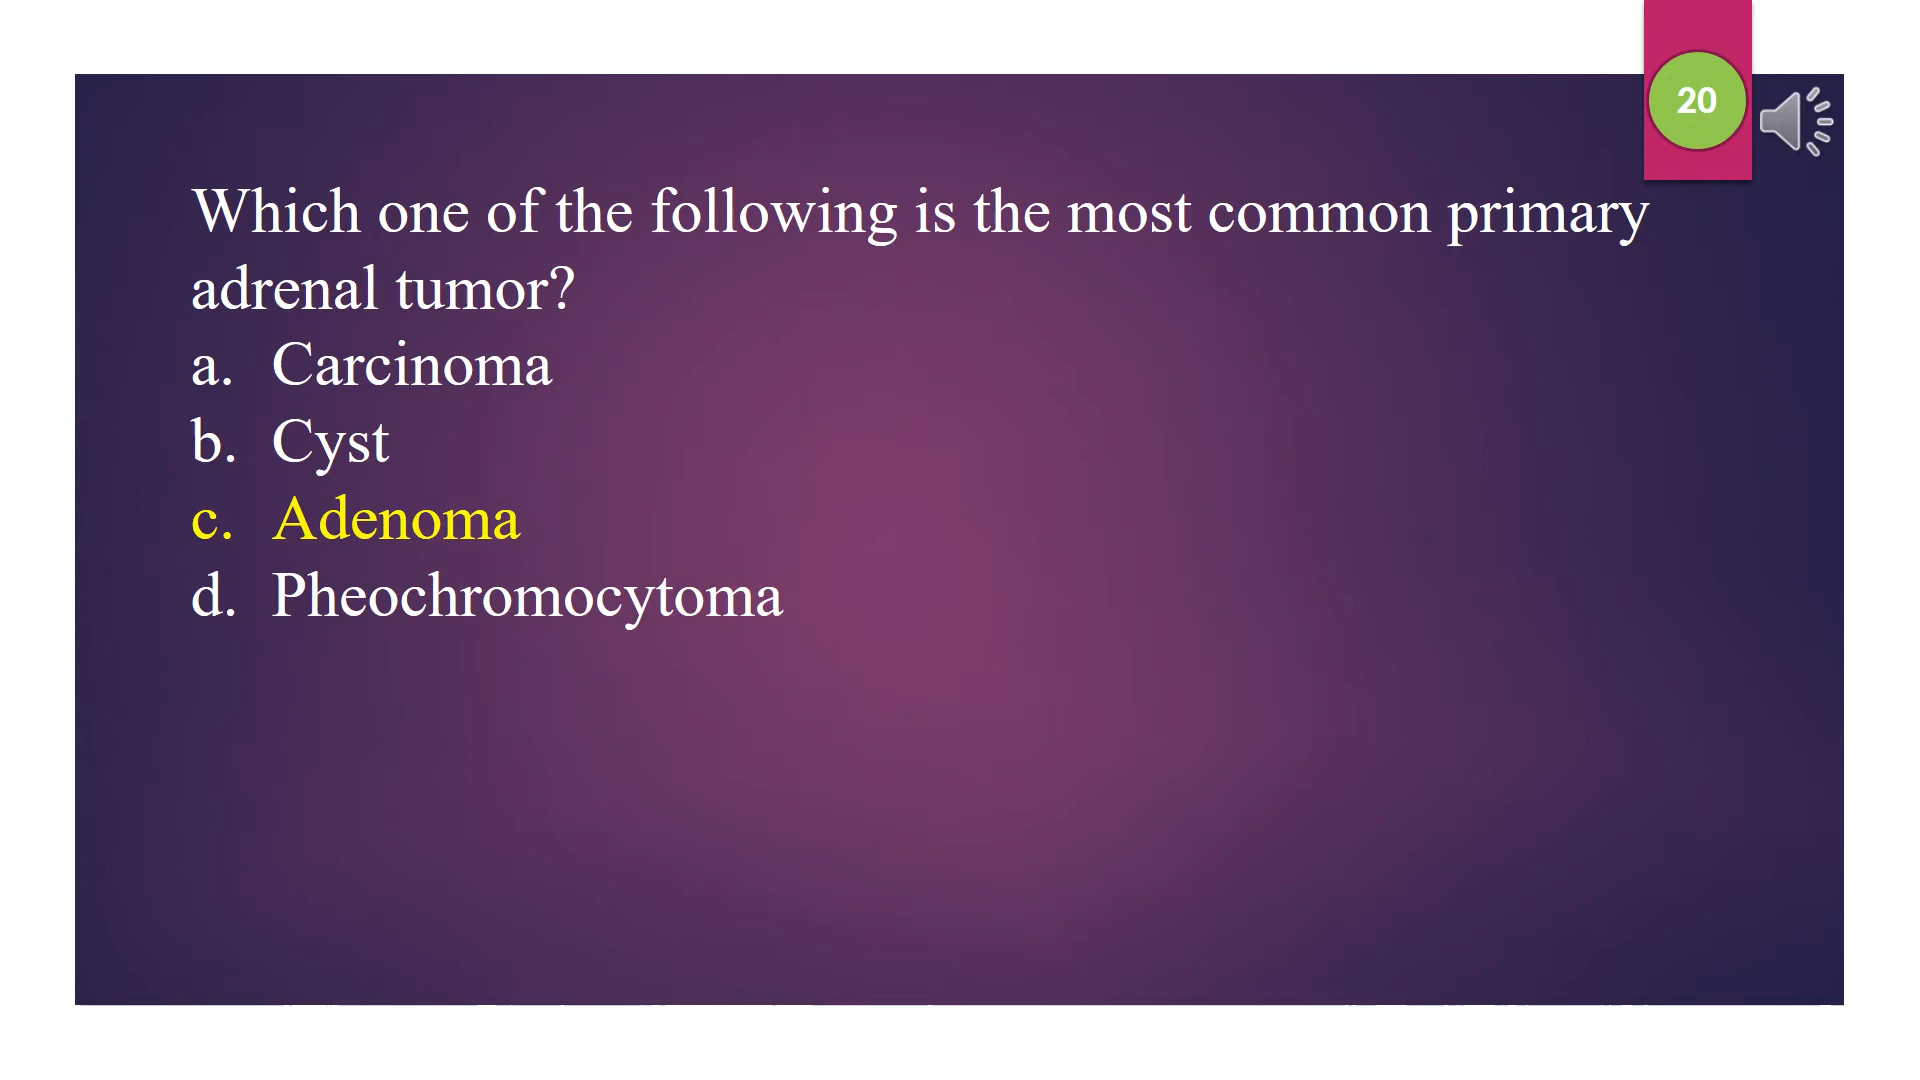 20
Which one of the following is the most common primary
adrenal tumor?
a. Carcinoma
b. Cyst
c. Adenoma
d. Pheochromocytoma